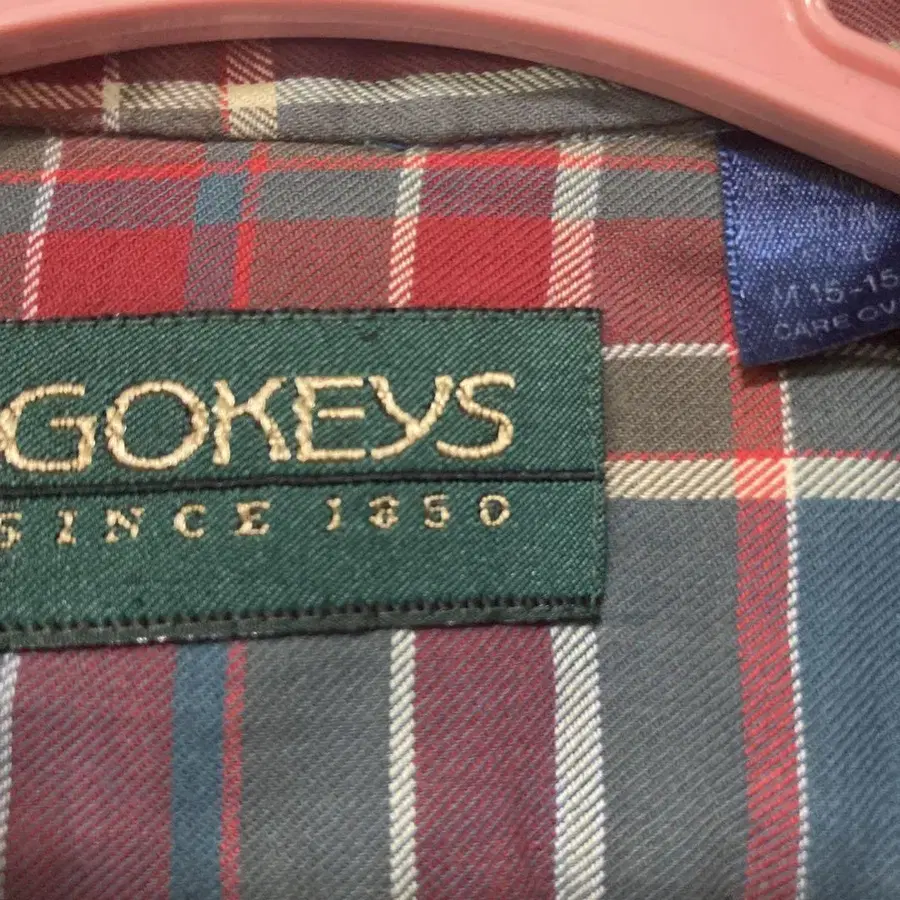 GOKEYS
SINCE 1850
M 15-15
CARE OV